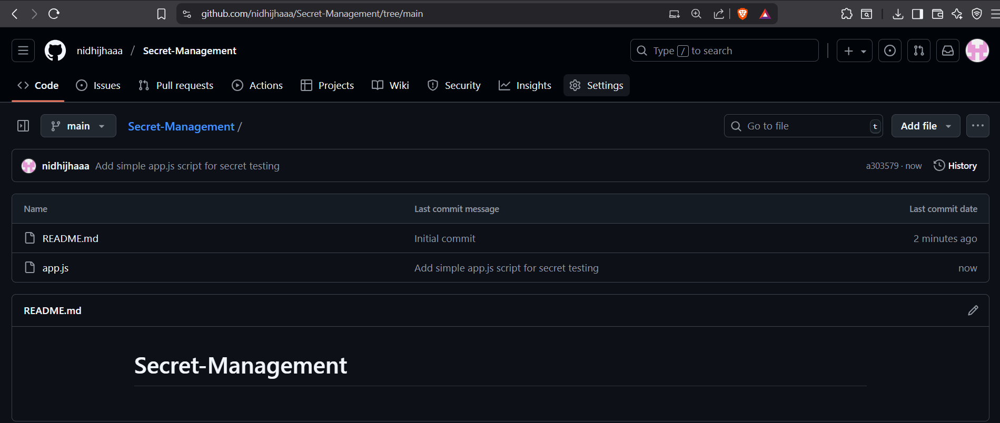 github.com/nidhijhaaa/Secret-Management/tree/main
nidhijhaaa / Secret-Management
Type / to search
Code Issues Pull requests Actions Projects Wiki Security Insights Settings
main Secret-Management / Go to file t Add file
nidhijhaaa Add simple app.js script for secret testing a303579 · now History
Name Last commit message Last commit date
README.md Initial commit 2 minutes ago
app.js Add simple app.js script for secret testing now
README.md
Secret-Management